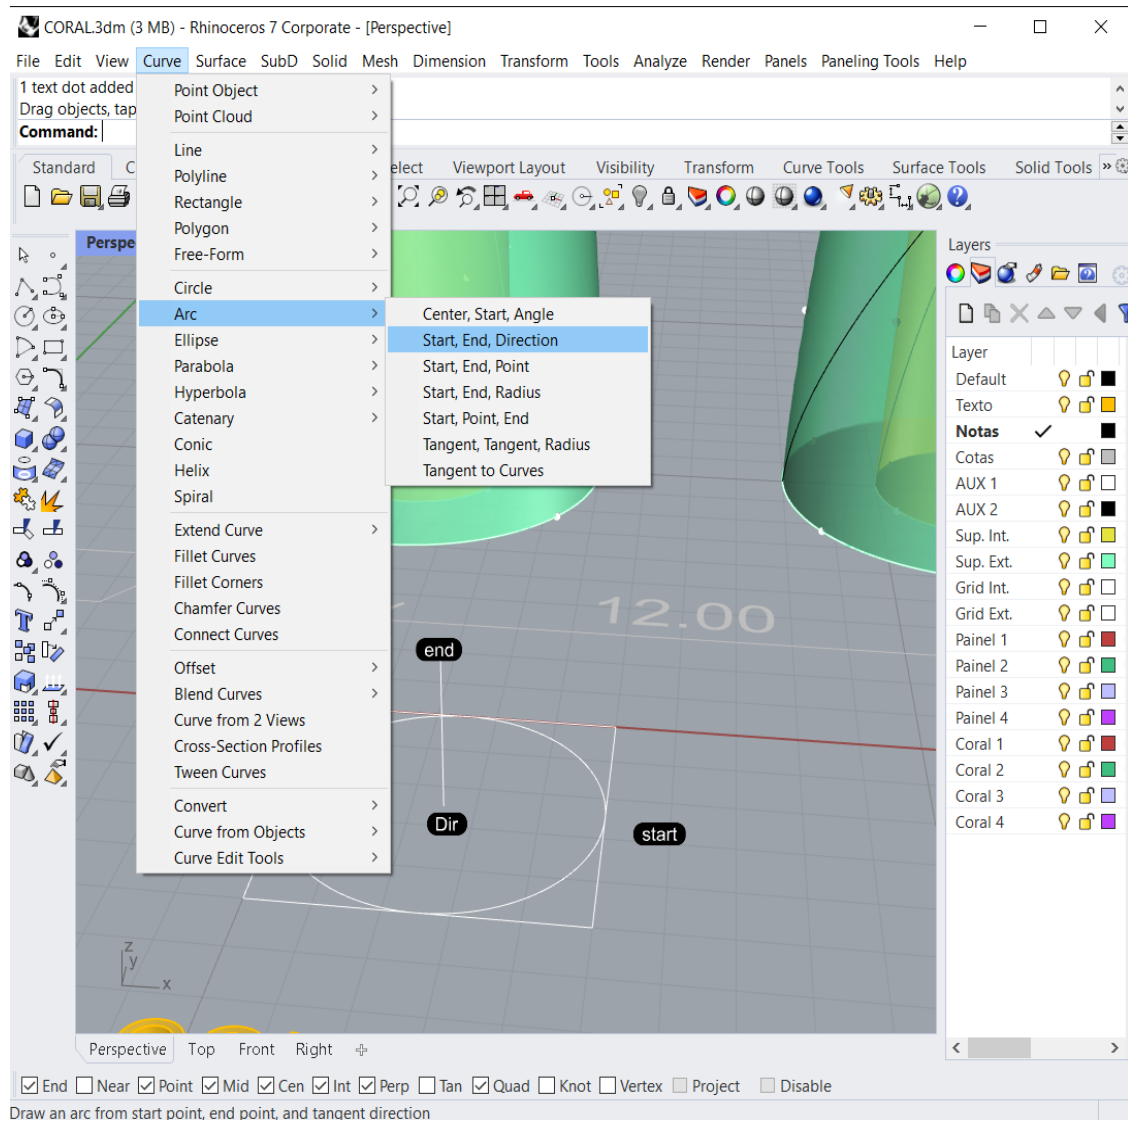 CORAL.3dm (3 MB) - Rhinoceros 7 Corporate - [Perspective]
File Edit View Curve Surface SubD Solid Mesh Dimension Transform Tools Analyze Render Panels Paneling Tools Help
1 text dot added
Drag objects, tap
Command:
Standard C elect Viewport Layout Visibility Transform Curve Tools Surface Tools Solid Tools »
Perspe
Point Object
Point Cloud
Line
Polyline
Rectangle
Polygon
Free-Form
Circle
Arc
Ellipse
Parabola
Hyperbola
Catenary
Conic
Helix
Spiral
Extend Curve
Fillet Curves
Fillet Corners
Chamfer Curves
Connect Curves
Offset
Blend Curves
Curve from 2 Views
Cross-Section Profiles
Tween Curves
Convert
Curve from Objects
Curve Edit Tools
Center, Start, Angle
Start, End, Direction
Start, End, Point
Start, End, Radius
Start, Point, End
Tangent, Tangent, Radius
Tangent to Curves
12.00
end
Dir
start
z
y
x
Layers
Layer
Default
Texto
Notas
Cotas
AUX 1
AUX 2
Sup. Int.
Sup. Ext.
Grid Int.
Grid Ext.
Painel 1
Painel 2
Painel 3
Painel 4
Coral 1
Coral 2
Coral 3
Coral 4
Perspective Top Front Right
End Near Point Mid Cen Int Perp Tan Quad Knot Vertex Project Disable
Draw an arc from start point, end point, and tangent direction